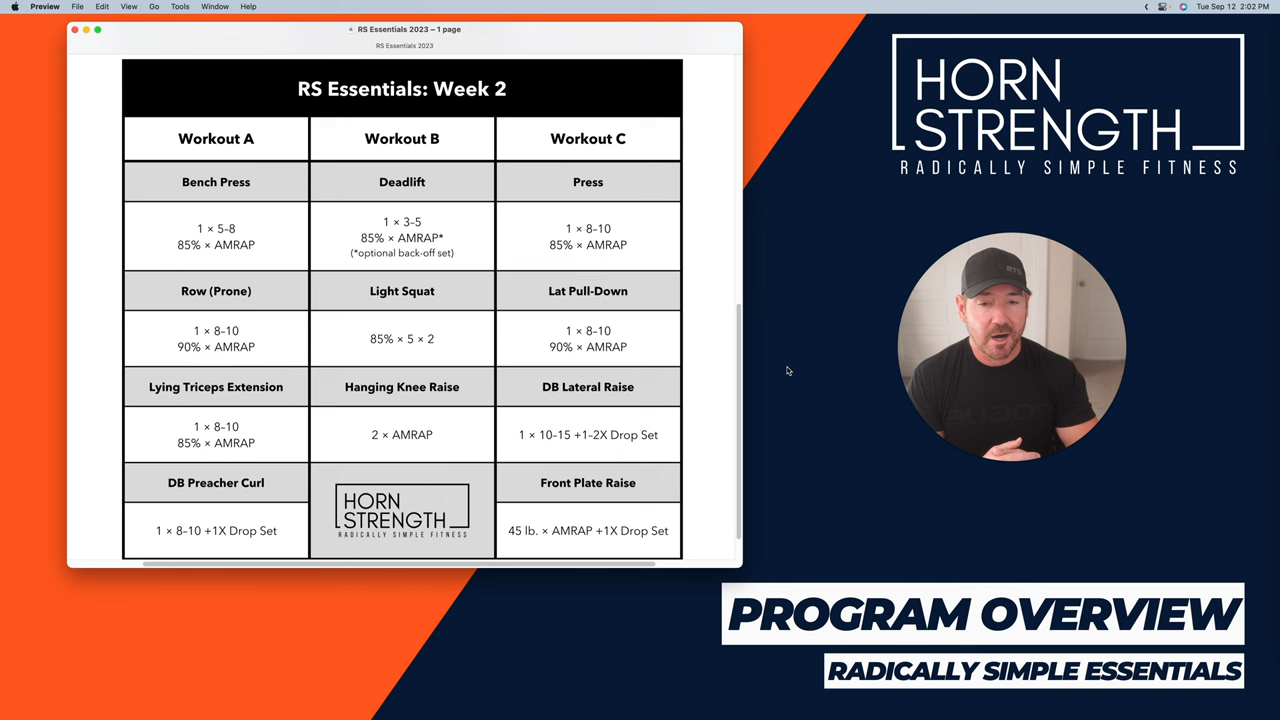 Preview File Edit View Go Tools Window Help
Tue Sep 12 2:02 PM
RS Essentials 2023 – 1 page
RS Essentials 2023
RS Essentials: Week 2
Workout A Workout B Workout C
Bench Press Deadlift Press
1 × 5–8
85% × AMRAP
1 × 3–5
85% × AMRAP*
(*optional back-off set)
1 × 8–10
85% × AMRAP
Row (Prone) Light Squat Lat Pull-Down
1 × 8–10
90% × AMRAP
85% × 5 × 2
1 × 8–10
90% × AMRAP
Lying Triceps Extension Hanging Knee Raise DB Lateral Raise
1 × 8–10
85% × AMRAP
2 × AMRAP
1 × 10–15 +1–2X Drop Set
DB Preacher Curl
Front Plate Raise
1 × 8–10 +1X Drop Set
HORN
STRENGTH
RADICALLY SIMPLE FITNESS
45 lb. × AMRAP +1X Drop Set
HORN
STRENGTH
RADICALLY SIMPLE FITNESS
PROGRAM OVERVIEW
RADICALLY SIMPLE ESSENTIALS